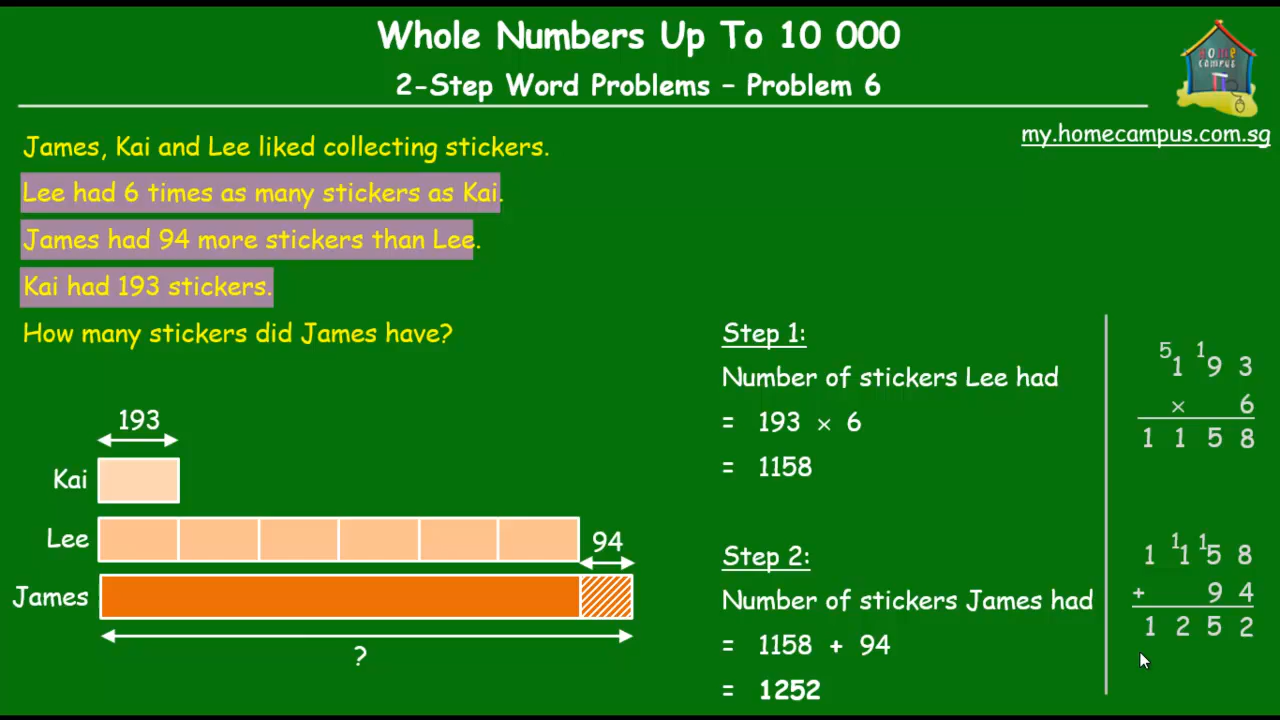 Whole Numbers Up To 10 000
2-Step Word Problems – Problem 6
HOME
CAMPUS
my.homecampus.com.sg
James, Kai and Lee liked collecting stickers.
Lee had 6 times as many stickers as Kai.
James had 94 more stickers than Lee.
Kai had 193 stickers.
How many stickers did James have?
193
Kai
Lee
94
James
?
Step 1:
Number of stickers Lee had
= 193 × 6
= 1158
5 1
1 9 3
× 6
1 1 5 8
Step 2:
Number of stickers James had
= 1158 + 94
= 1252
1 1
1 1 5 8
+ 9 4
1 2 5 2